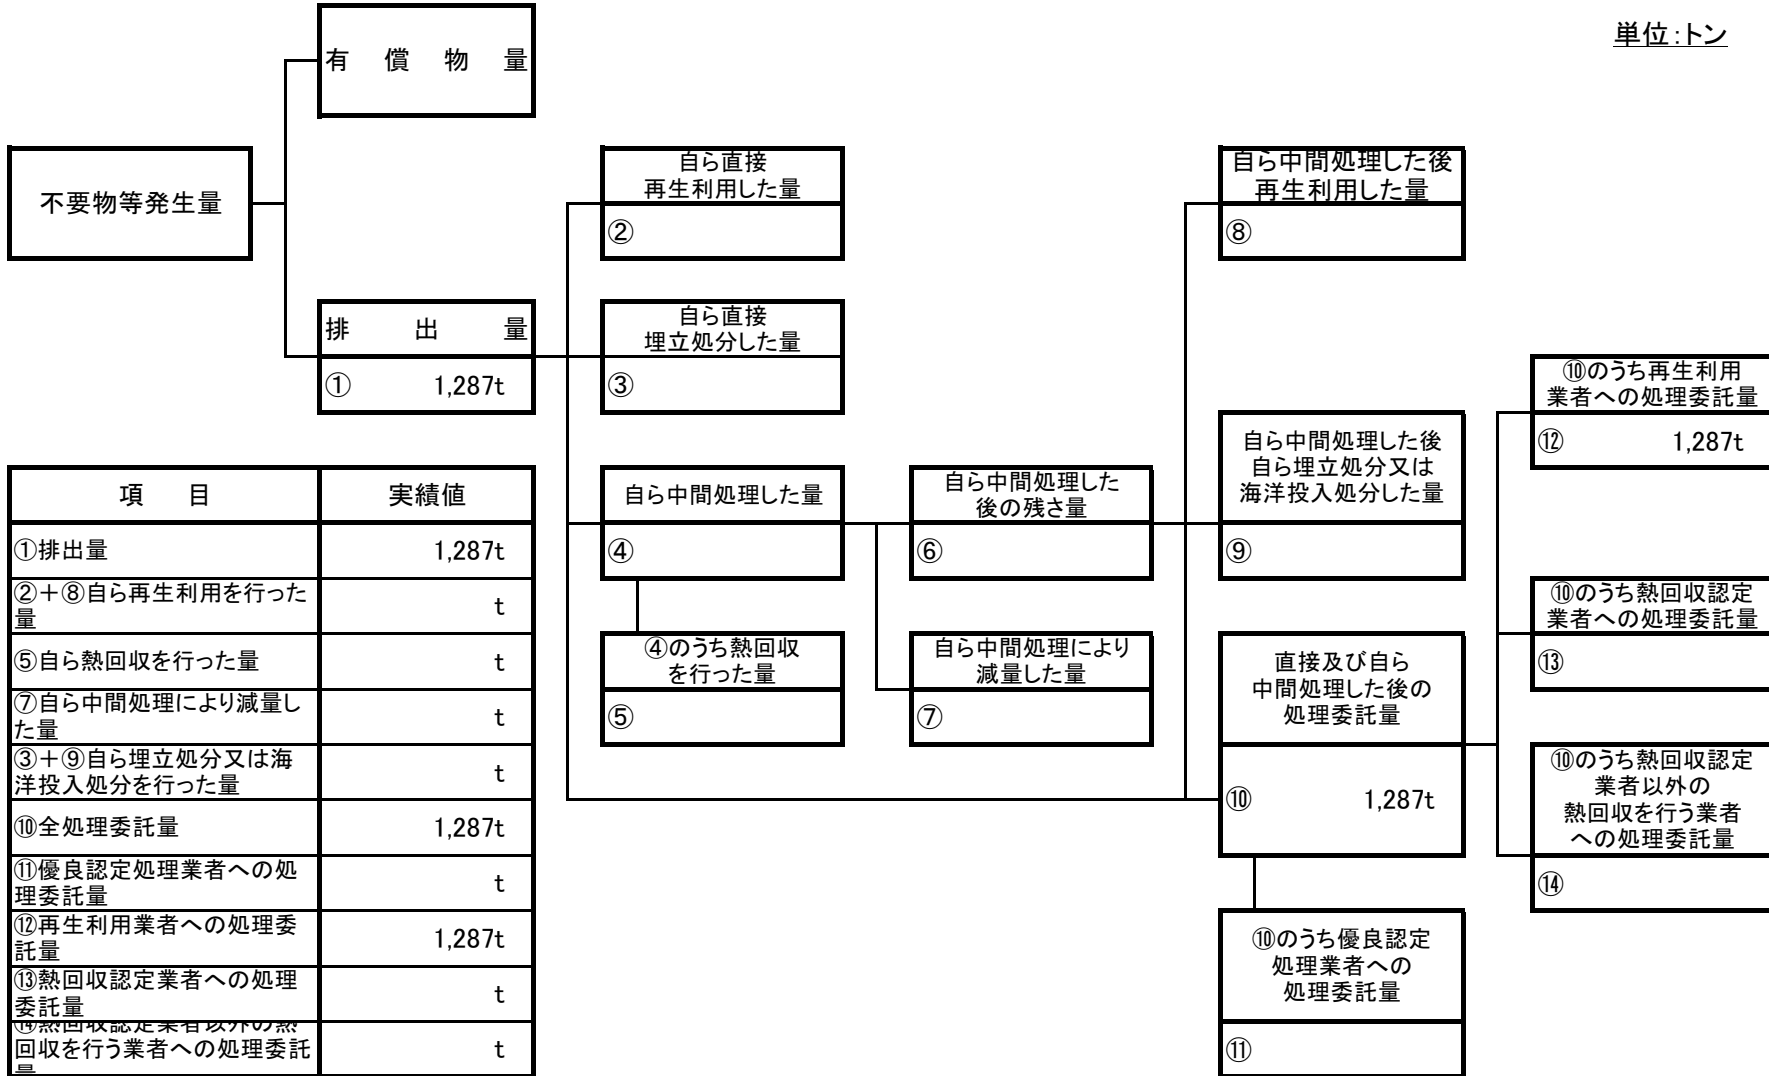 単位：トン
有償物量
不要物等発生量
自ら直接
再生利用した量
②
自ら中間処理した後
再生利用した量
⑧
排出量
① 1,287t
自ら直接
埋立処分した量
③
⑩のうち再生利用
業者への処理委託量
⑫ 1,287t
自ら中間処理した量
④
自ら中間処理した
後の残さ量
⑥
自ら中間処理した後
自ら埋立処分又は
海洋投入処分した量
⑨
⑩のうち熱回収認定
業者への処理委託量
⑬
④のうち熱回収
を行った量
⑤
自ら中間処理により
減量した量
⑦
直接及び自ら
中間処理した後の
処理委託量
⑩ 1,287t
⑩のうち熱回収認定
業者以外の
熱回収を行う業者
への処理委託量
⑭
⑩のうち優良認定
処理業者への
処理委託量
⑪
項目 実績値
①排出量 1,287t
②＋⑧自ら再生利用を行った
量 t
⑤自ら熱回収を行った量 t
⑦自ら中間処理により減量し
た量 t
③＋⑨自ら埋立処分又は海
洋投入処分を行った量 t
⑩全処理委託量 1,287t
⑪優良認定処理業者への処
理委託量 t
⑫再生利用業者への処理委
託量 1,287t
⑬熱回収認定業者への処理
委託量 t
⑭熱回収認定業者以外の熱
回収を行う業者への処理委託
量 t